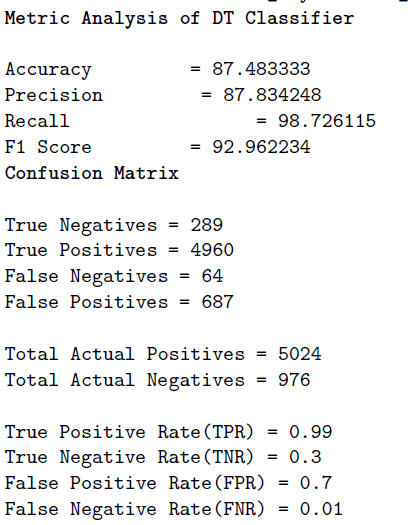 Metric Analysis of DT Classifier
Accuracy = 87.483333
Precision = 87.834248
Recall = 98.726115
F1 Score = 92.962234
Confusion Matrix
True Negatives = 289
True Positives = 4960
False Negatives = 64
False Positives = 687
Total Actual Positives = 5024
Total Actual Negatives = 976
True Positive Rate(TPR) = 0.99
True Negative Rate(TNR) = 0.3
False Positive Rate(FPR) = 0.7
False Negative Rate(FNR) = 0.01